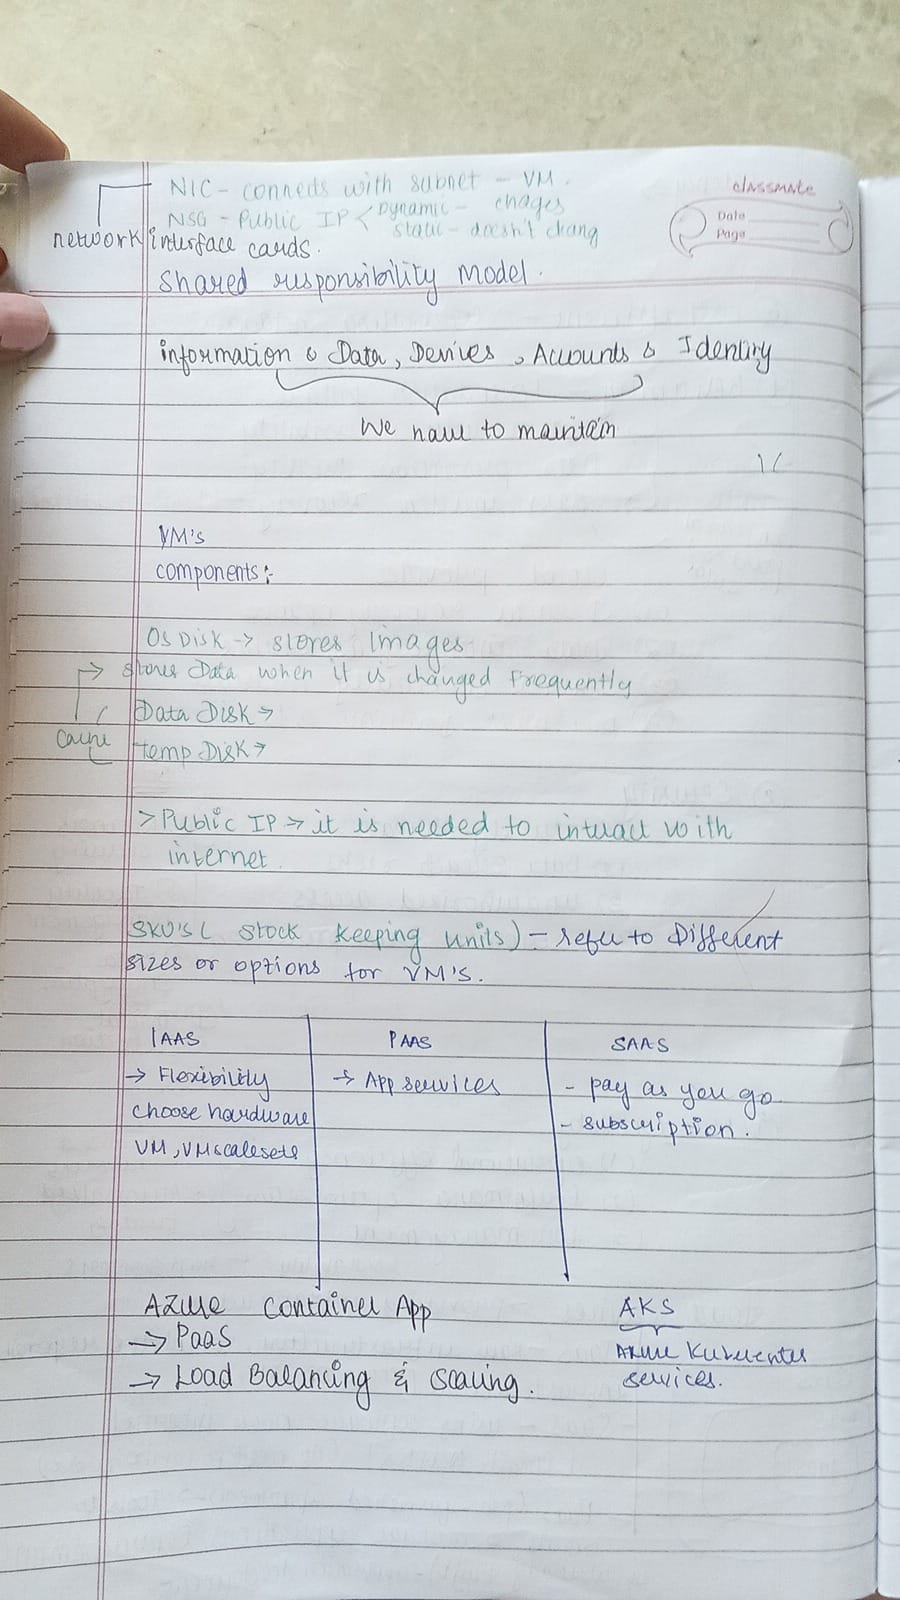 NIC - connects with subnet - VM.
classmate
NSG - Public IP < Dynamic - chages
static - doesn't chang
Date
Page
network interface cards.
Shared responsibility model.
information & Data, Devices, Accounts & Identiy
We have to maintain
VM's
components:-
OS DISK -> stores Images
-> stores Data when it is changed Frequently
Data DISK ->
Cache
temp DISK ->
> Public IP -> it is needed to interact with
internet.
SKU'S ( Stock Keeping Units) - refer to Different
sizes or options for VM'S.
IAAS
PAAS
SAAS
-> Flexibility
choose hardware
VM, VMscalesets
-> App services
- pay as you go
- subscription.
Azure Container App
-> PaaS
-> Load Balancing & Scaling.
AKS
Azure
services.